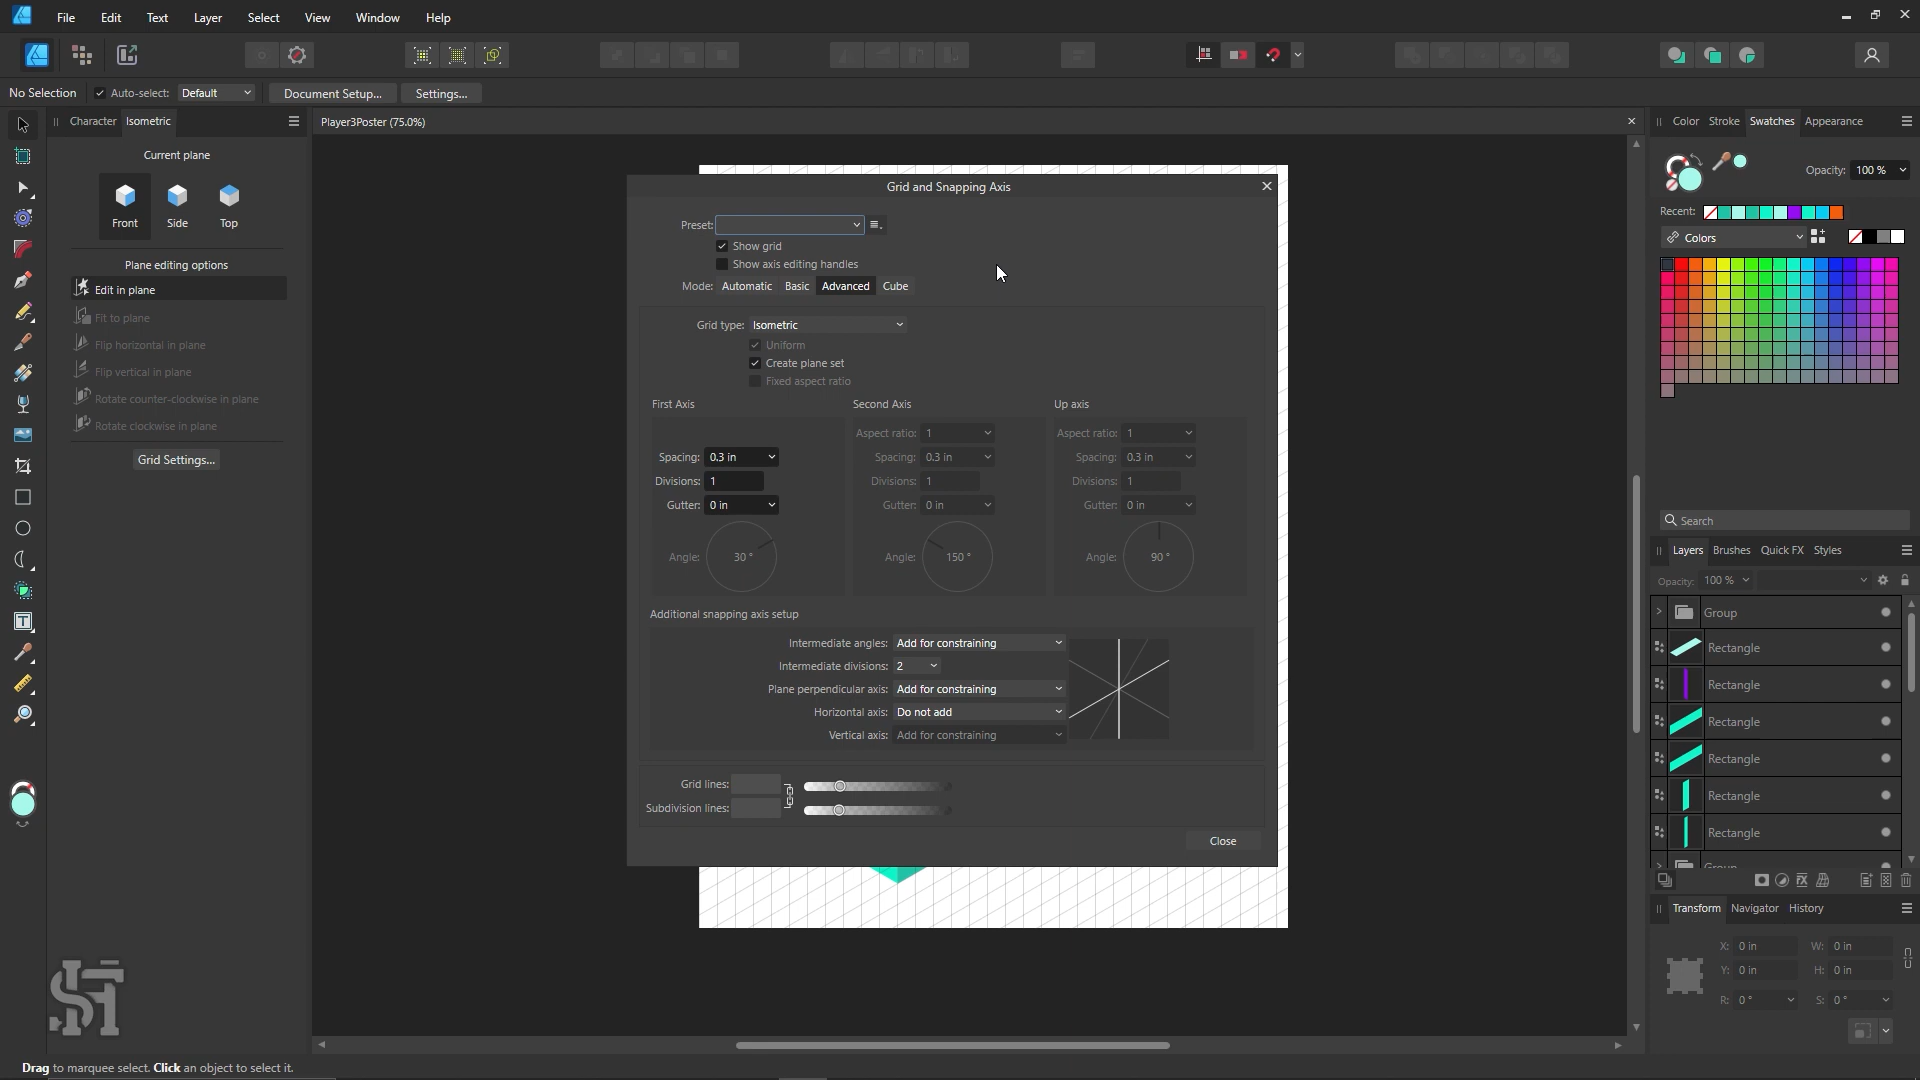 File Edit Text Layer Select View Window Help
No Selection Auto-select: Default Document Setup... Settings...
Character Isometric
Player3Poster (75.0%)
Color Stroke Swatches Appearance
Current plane
Front Side Top
Plane editing options
Edit in plane
Fit to plane
Flip horizontal in plane
Flip vertical in plane
Rotate counter-clockwise in plane
Rotate clockwise in plane
Grid Settings...
Grid and Snapping Axis
Preset:
Show grid
Show axis editing handles
Mode: Automatic Basic Advanced Cube
Grid type: Isometric
Uniform
Create plane set
Fixed aspect ratio
First Axis Second Axis Up axis
Aspect ratio: 1 Aspect ratio: 1
Spacing: 0.3 in Spacing: 0.3 in Spacing: 0.3 in
Divisions: 1 Divisions: 1 Divisions: 1
Gutter: 0 in Gutter: 0 in Gutter: 0 in
Angle: 30 ° Angle: 150 ° Angle: 90 °
Additional snapping axis setup
Intermediate angles: Add for constraining
Intermediate divisions: 2
Plane perpendicular axis: Add for constraining
Horizontal axis: Do not add
Vertical axis: Add for constraining
Grid lines:
Subdivision lines:
Close
Opacity: 100 %
Recent:
Colors
Search
Layers Brushes Quick FX Styles
Opacity: 100 %
Group
Rectangle
Rectangle
Rectangle
Rectangle
Rectangle
Rectangle
Group
Transform Navigator History
X: 0 in W: 0 in
Y: 0 in H: 0 in
R: 0 ° S: 0 °
Drag to marquee select. Click an object to select it.